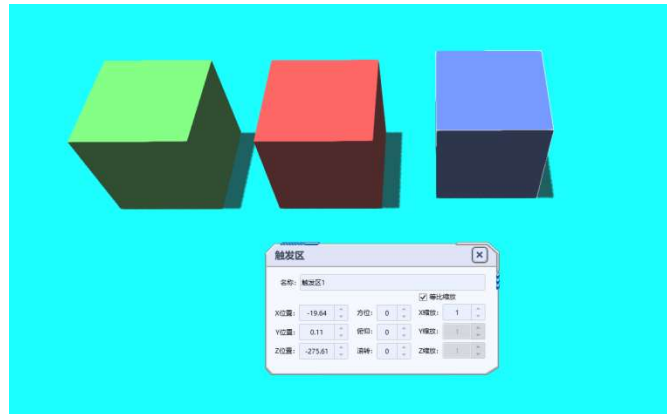 触发区
名称: 触发区1
等比缩放
X位置: -19.64 方位: 0 X缩放: 1
Y位置: 0.11 俯仰: 0 Y缩放: 1
Z位置: -275.61 滚转: 0 Z缩放: 1